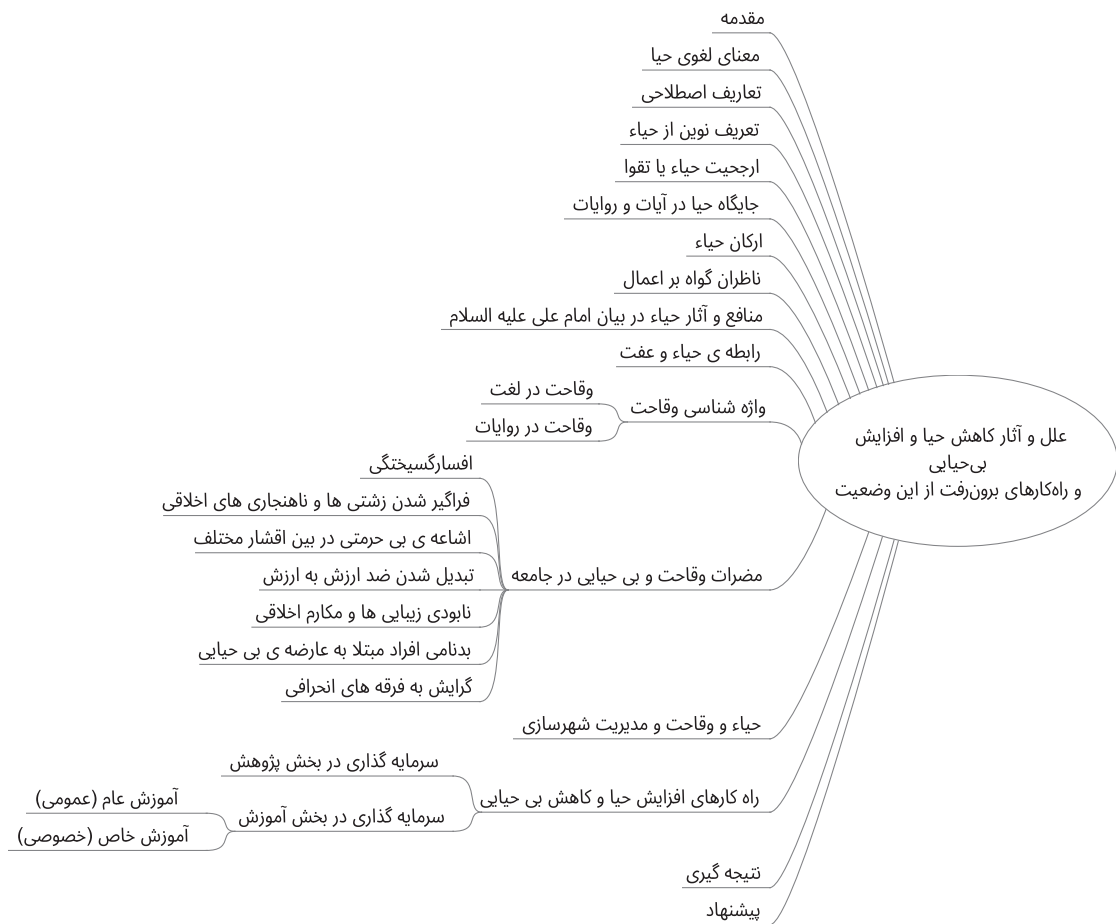 علل و آثار کاهش حیا و افزایش
بی‌حیایی
و راه‌کارهای برون‌رفت از این وضعیت
مقدمه
معنای لغوی حیا
تعاریف اصطلاحی
تعریف نوین از حیاء
ارجحیت حیاء یا تقوا
جایگاه حیا در آیات و روایات
ارکان حیاء
ناظران گواه بر اعمال
منافع و آثار حیاء در بیان امام علی علیه السلام
رابطه ی حیاء و عفت
واژه شناسی وقاحت
وقاحت در لغت
وقاحت در روایات
مضرات وقاحت و بی حیایی در جامعه
افسارگسیختگی
فراگیر شدن زشتی ها و ناهنجاری های اخلاقی
اشاعه ی بی حرمتی در بین اقشار مختلف
تبدیل شدن ضد ارزش به ارزش
نابودی زیبایی ها و مکارم اخلاقی
بدنامی افراد مبتلا به عارضه ی بی حیایی
گرایش به فرقه های انحرافی
حیاء و وقاحت و مدیریت شهرسازی
راه کارهای افزایش حیا و کاهش بی حیایی
سرمایه گذاری در بخش پژوهش
سرمایه گذاری در بخش آموزش
آموزش عام (عمومی)
آموزش خاص (خصوصی)
نتیجه گیری
پیشنهاد